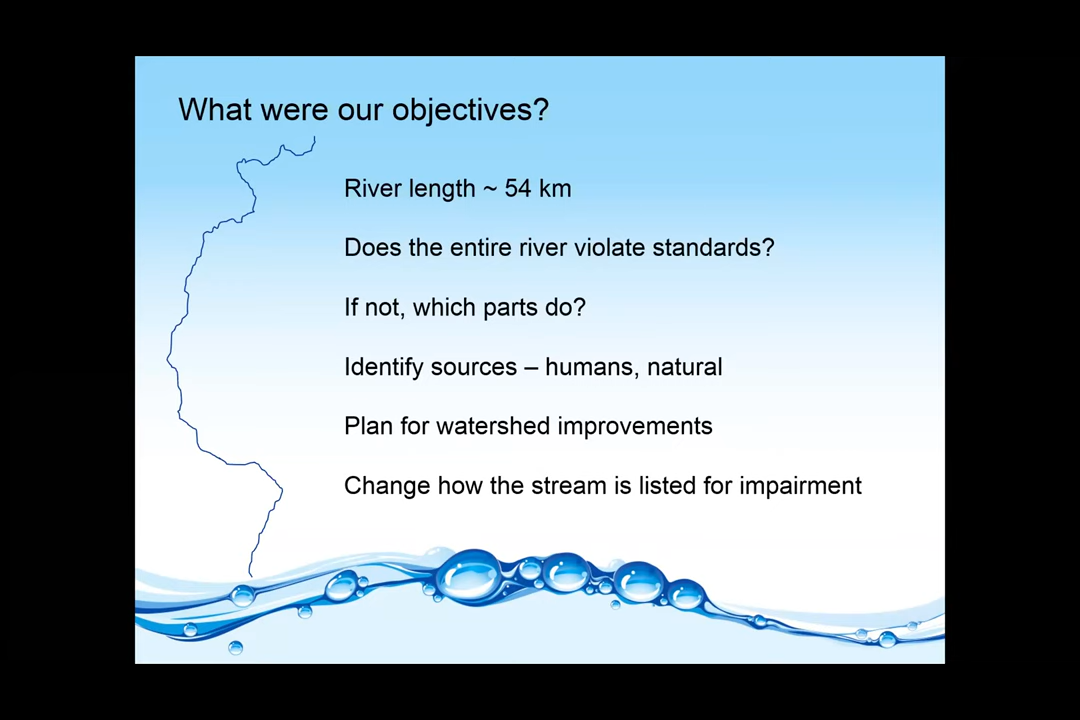 What were our objectives?
River length ~ 54 km
Does the entire river violate standards?
If not, which parts do?
Identify sources – humans, natural
Plan for watershed improvements
Change how the stream is listed for impairment